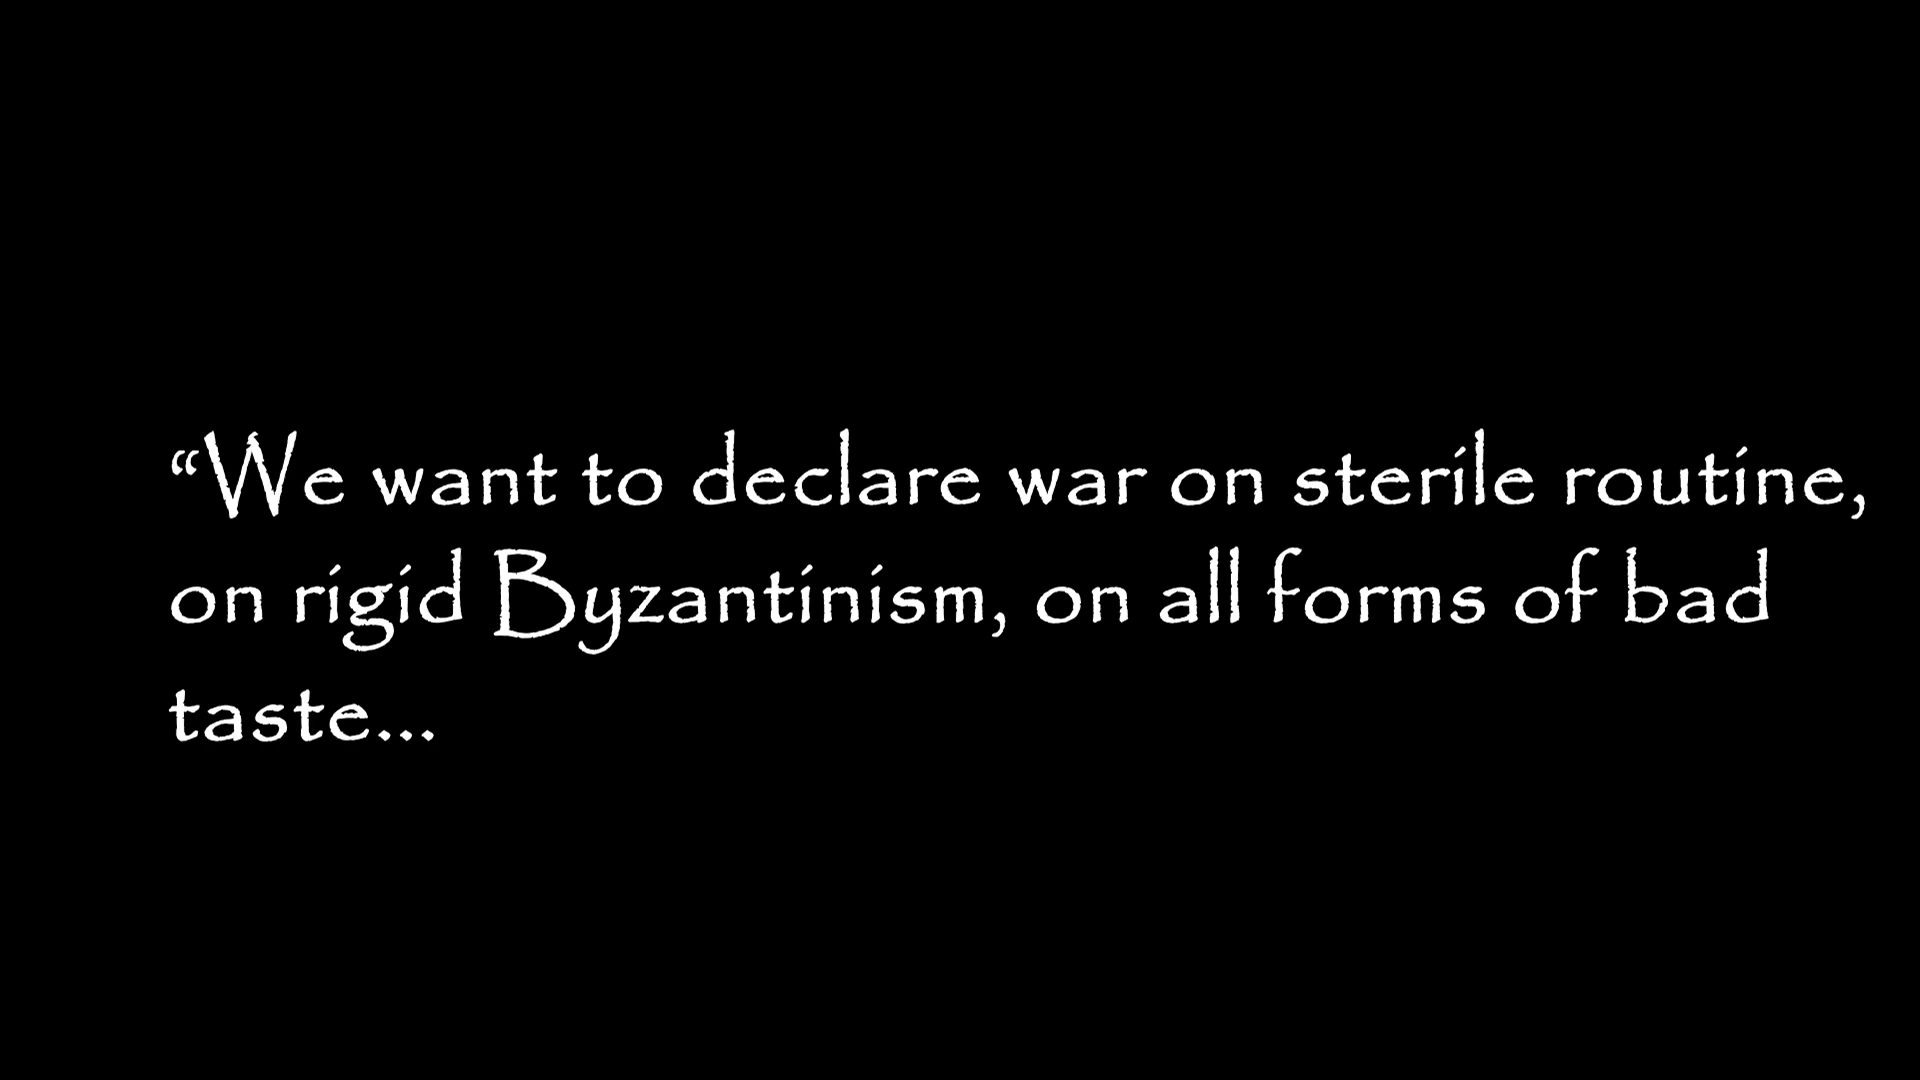 “We want to declare war on sterile routine,
on rigid Byzantinism, on all forms of bad
taste...